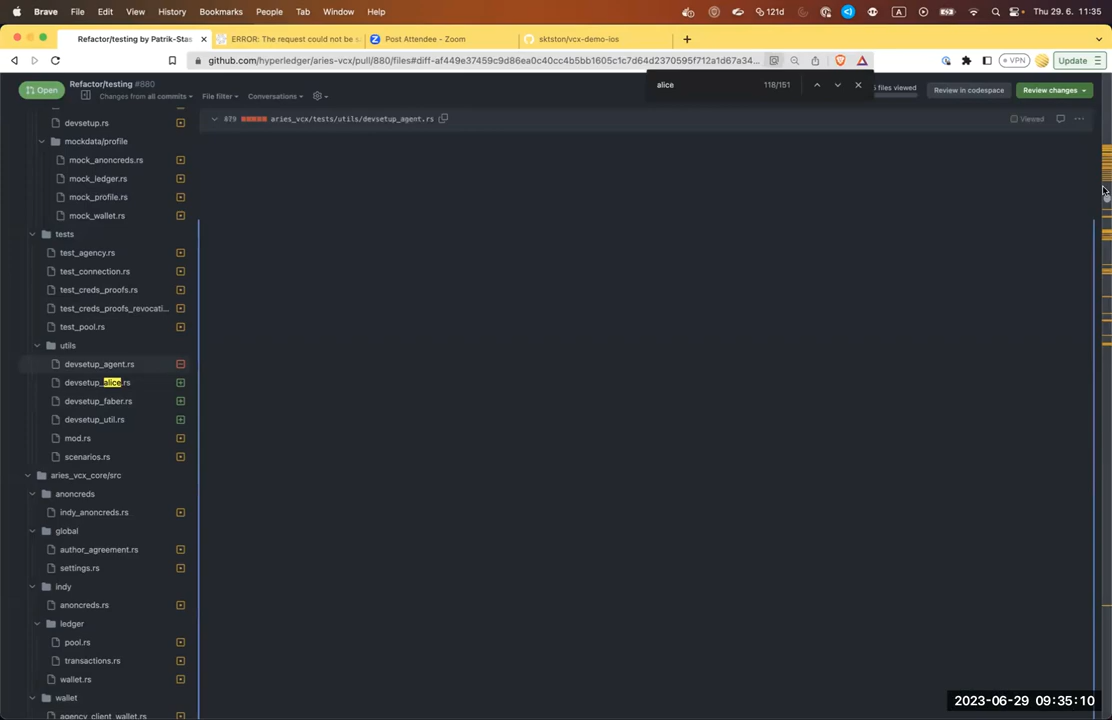 Brave File Edit View History Bookmarks People Tab Window Help 121d A VPN Thu 29. 6. 11:35
Refactor/testing by Patrik-Stas
ERROR: The request could not be sa
Post Attendee - Zoom
sktston/vcx-demo-ios
github.com/hyperledger/aries-vcx/pull/880/files#diff-af449e37459c9d86ea0c40cc4b5bb1605c1c7d64d2370595f712a1d67a34...
VPN
Update
alice 118/151
Open
Refactor/testing #880
Changes from all commits
File filter
Conversations
files viewed
Review in codespace
Review changes
devsetup.rs
mockdata/profile
mock_anoncreds.rs
mock_ledger.rs
mock_profile.rs
mock_wallet.rs
tests
test_agency.rs
test_connection.rs
test_creds_proofs.rs
test_creds_proofs_revocati...
test_pool.rs
utils
devsetup_agent.rs
devsetup_alice.rs
devsetup_faber.rs
devsetup_util.rs
mod.rs
scenarios.rs
aries_vcx_core/src
anoncreds
indy_anoncreds.rs
global
author_agreement.rs
settings.rs
indy
anoncreds.rs
ledger
pool.rs
transactions.rs
wallet.rs
wallet
agency_client_wallet.rs
879 aries_vcx/tests/utils/devsetup_agent.rs
Viewed
2023-06-29 09:35:10